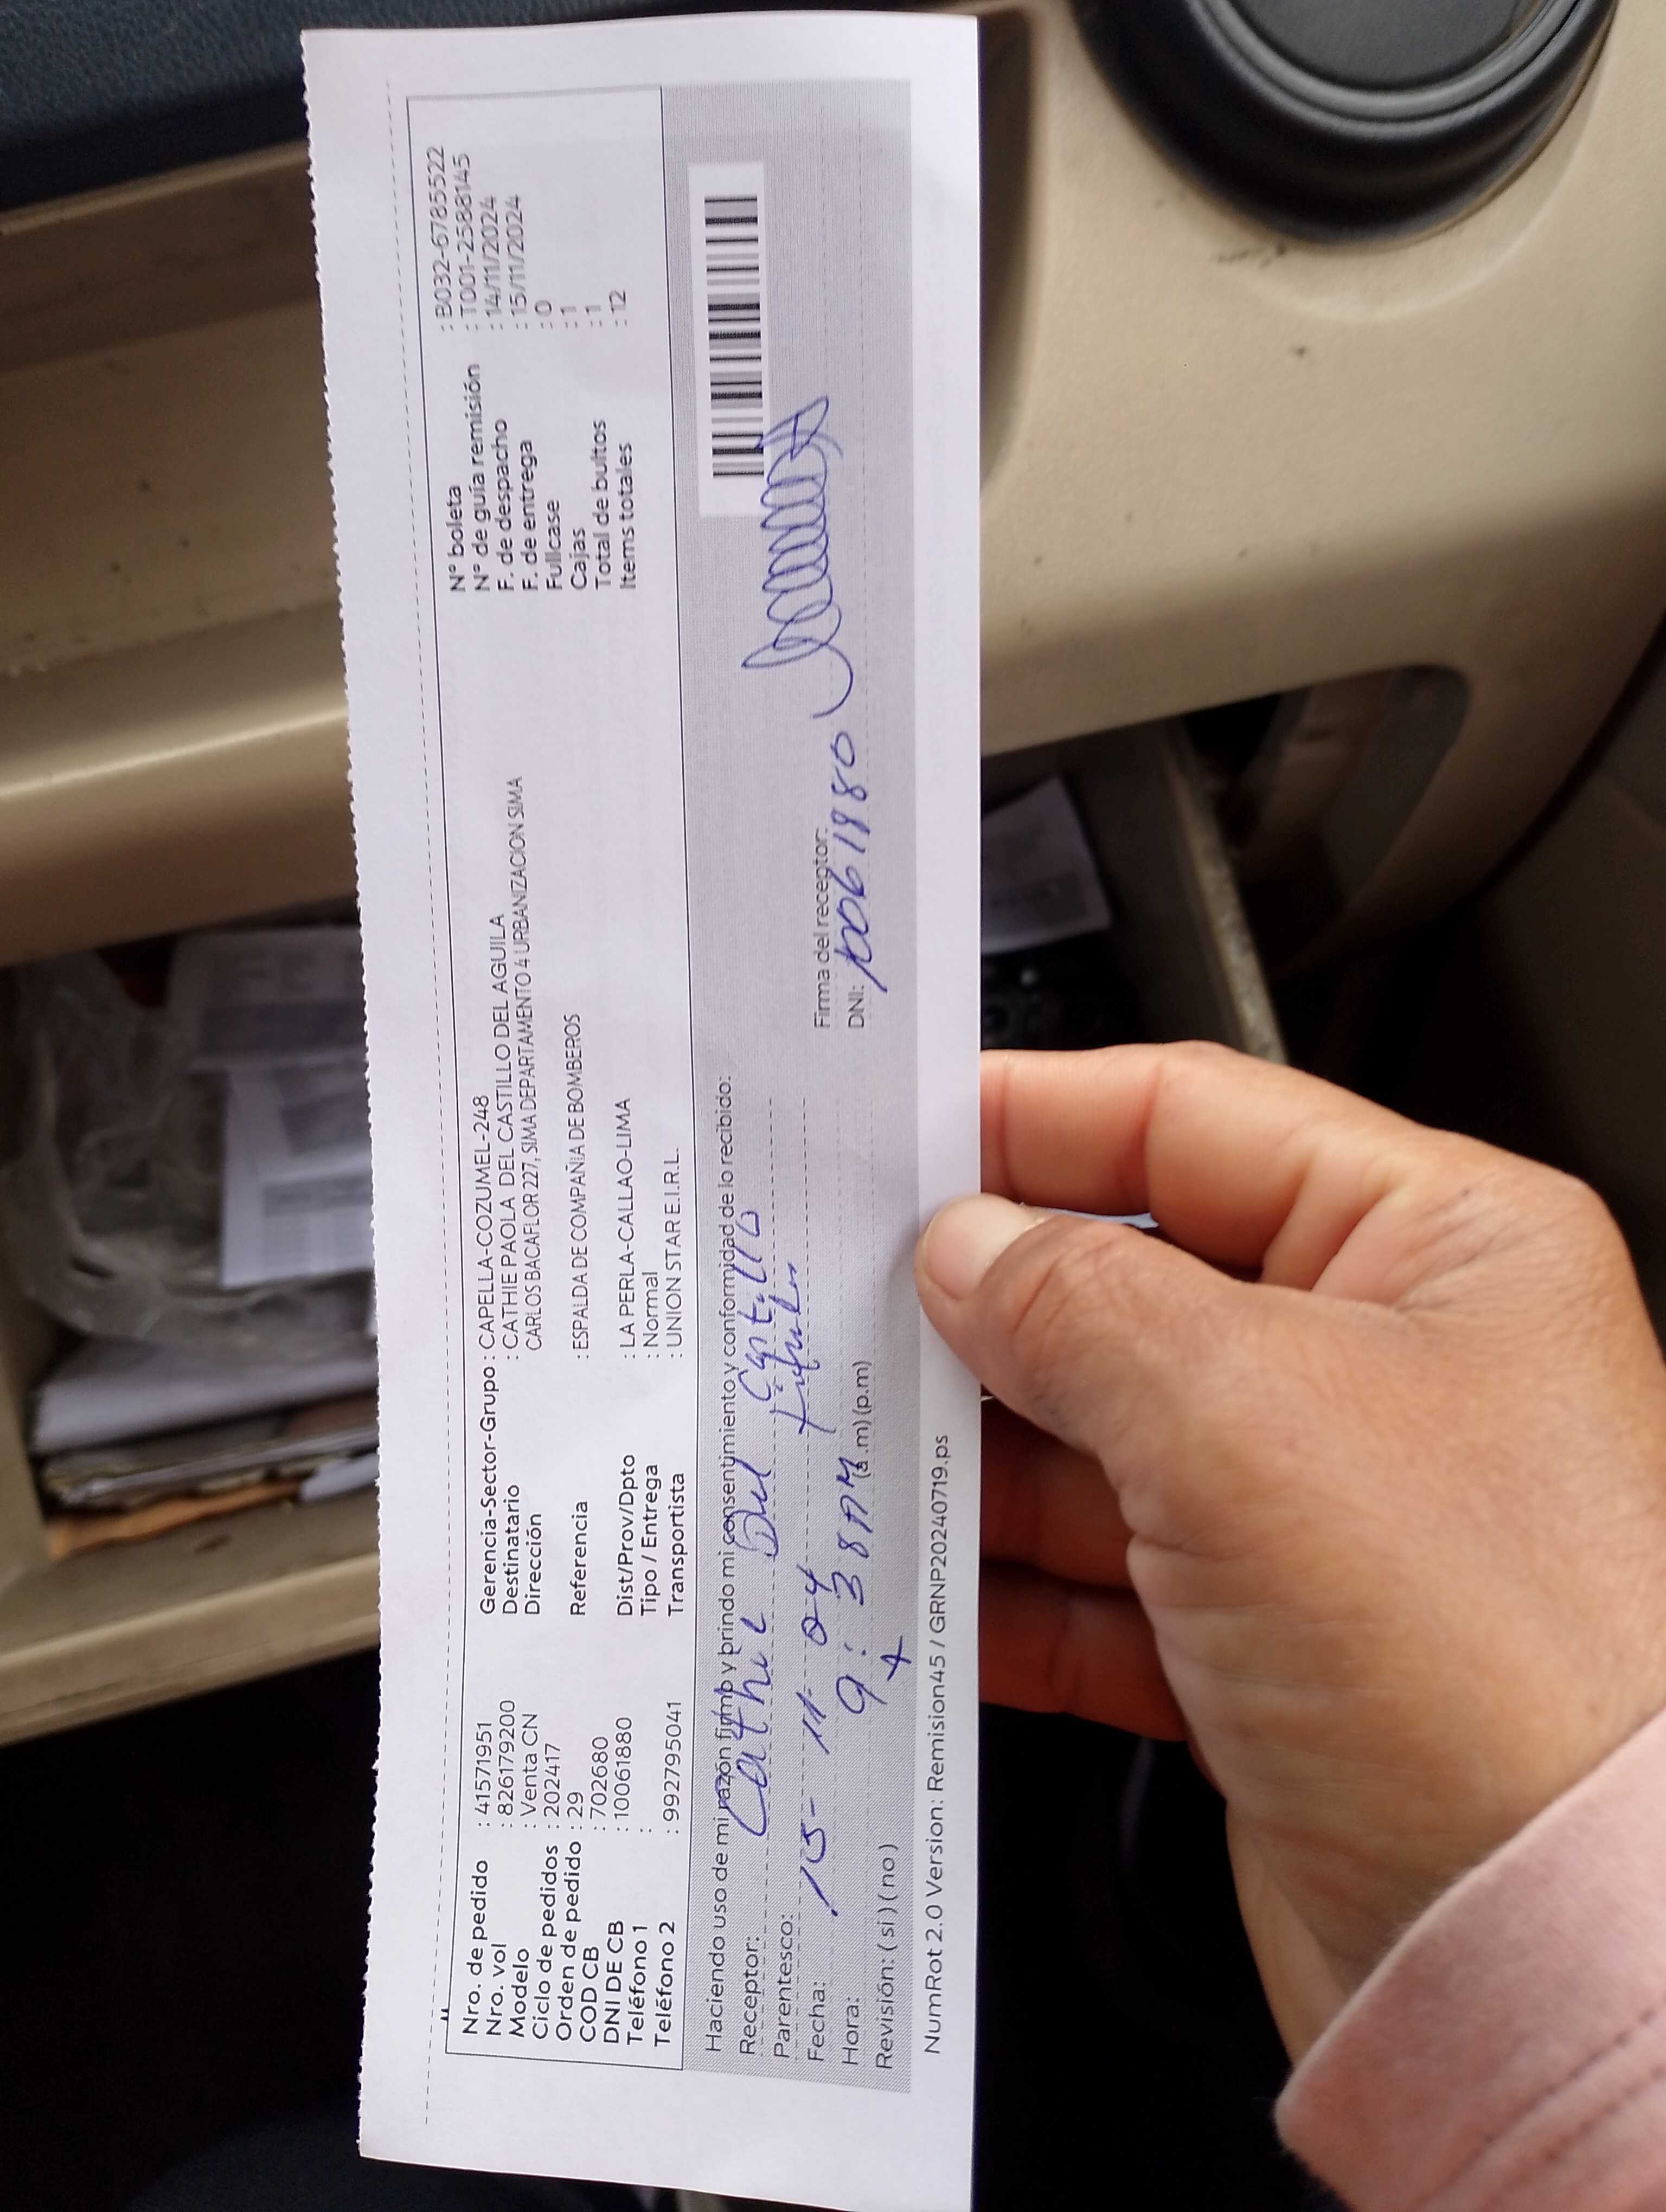 Nro. de pedido : 41571951
Nro. vol : 826179200
Modelo : Venta CN
Ciclo de pedidos : 202417
Orden de pedido : 29
COD CB : 702680
DNI DE CB : 10061880
Teléfono 1 :
Teléfono 2 : 992795041
Gerencia-Sector-Grupo : CAPELLA-COZUMEL-248
Destinatario : CATHIE PAOLA DEL CASTILLO DEL AGUILA
Dirección CARLOS BACAFLOR 227, SIMA DEPARTAMENTO 4 URBANIZACION SIMA
Referencia : ESPALDA DE COMPAÑIA DE BOMBEROS
Dist/Prov/Dpto : LA PERLA-CALLAO-LIMA
Tipo / Entrega : Normal
Transportista : UNION STAR E.I.R.L.
N° boleta : B032-6785522
N° de guía remisión : T001-2588145
F. de despacho : 14/11/2024
F. de entrega : 15/11/2024
Fullcase : 0
Cajas : 1
Total de bultos : 1
Items totales : 12
Haciendo uso de mi razón firmo y brindo mi consentimiento y conformidad de lo recibido:
Receptor: Cathie Del Castillo
Parentesco:
Fecha: 15- 11- 04
Hora: 9: 38 AM (a.m) (p.m)
Revisión: ( si ) ( no )
Firma del receptor:
DNI: 10061880
NumRot 2.0 Version: Remision45 / GRNP20240719.ps